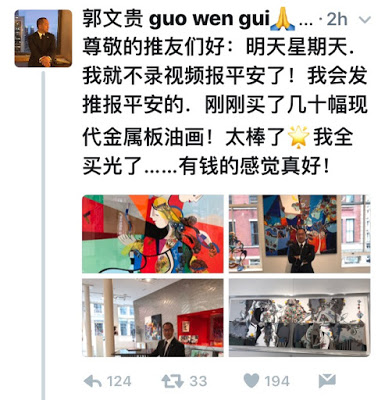 郭文贵 guo wen gui🙏... · 2h
尊敬的推友们好：明天星期天.
我就不录视频报平安了！我会发
推报平安的．刚刚买了几十幅现
代金属板油画！太棒了🌟我全
买光了......有钱的感觉真好！
124 33 194